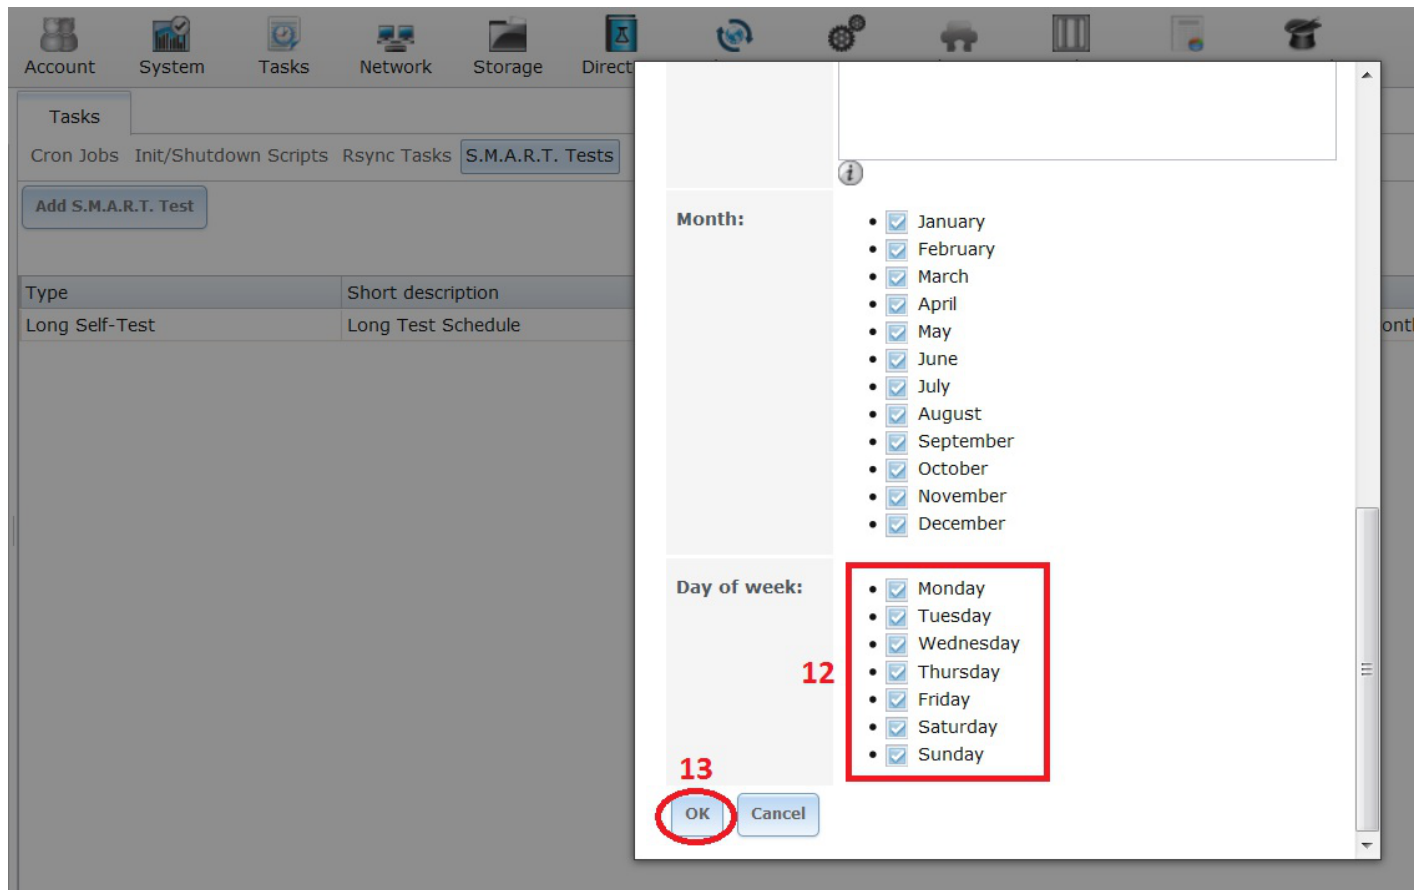 Account System Tasks Network Storage Direct
Tasks
Cron Jobs Init/Shutdown Scripts Rsync Tasks S.M.A.R.T. Tests
Add S.M.A.R.T. Test
Type Short description
Long Self-Test Long Test Schedule
i
Month:
January
February
March
April
May
June
July
August
September
October
November
December
Day of week:
Monday
Tuesday
Wednesday
Thursday
Friday
Saturday
Sunday
12
13
OK Cancel